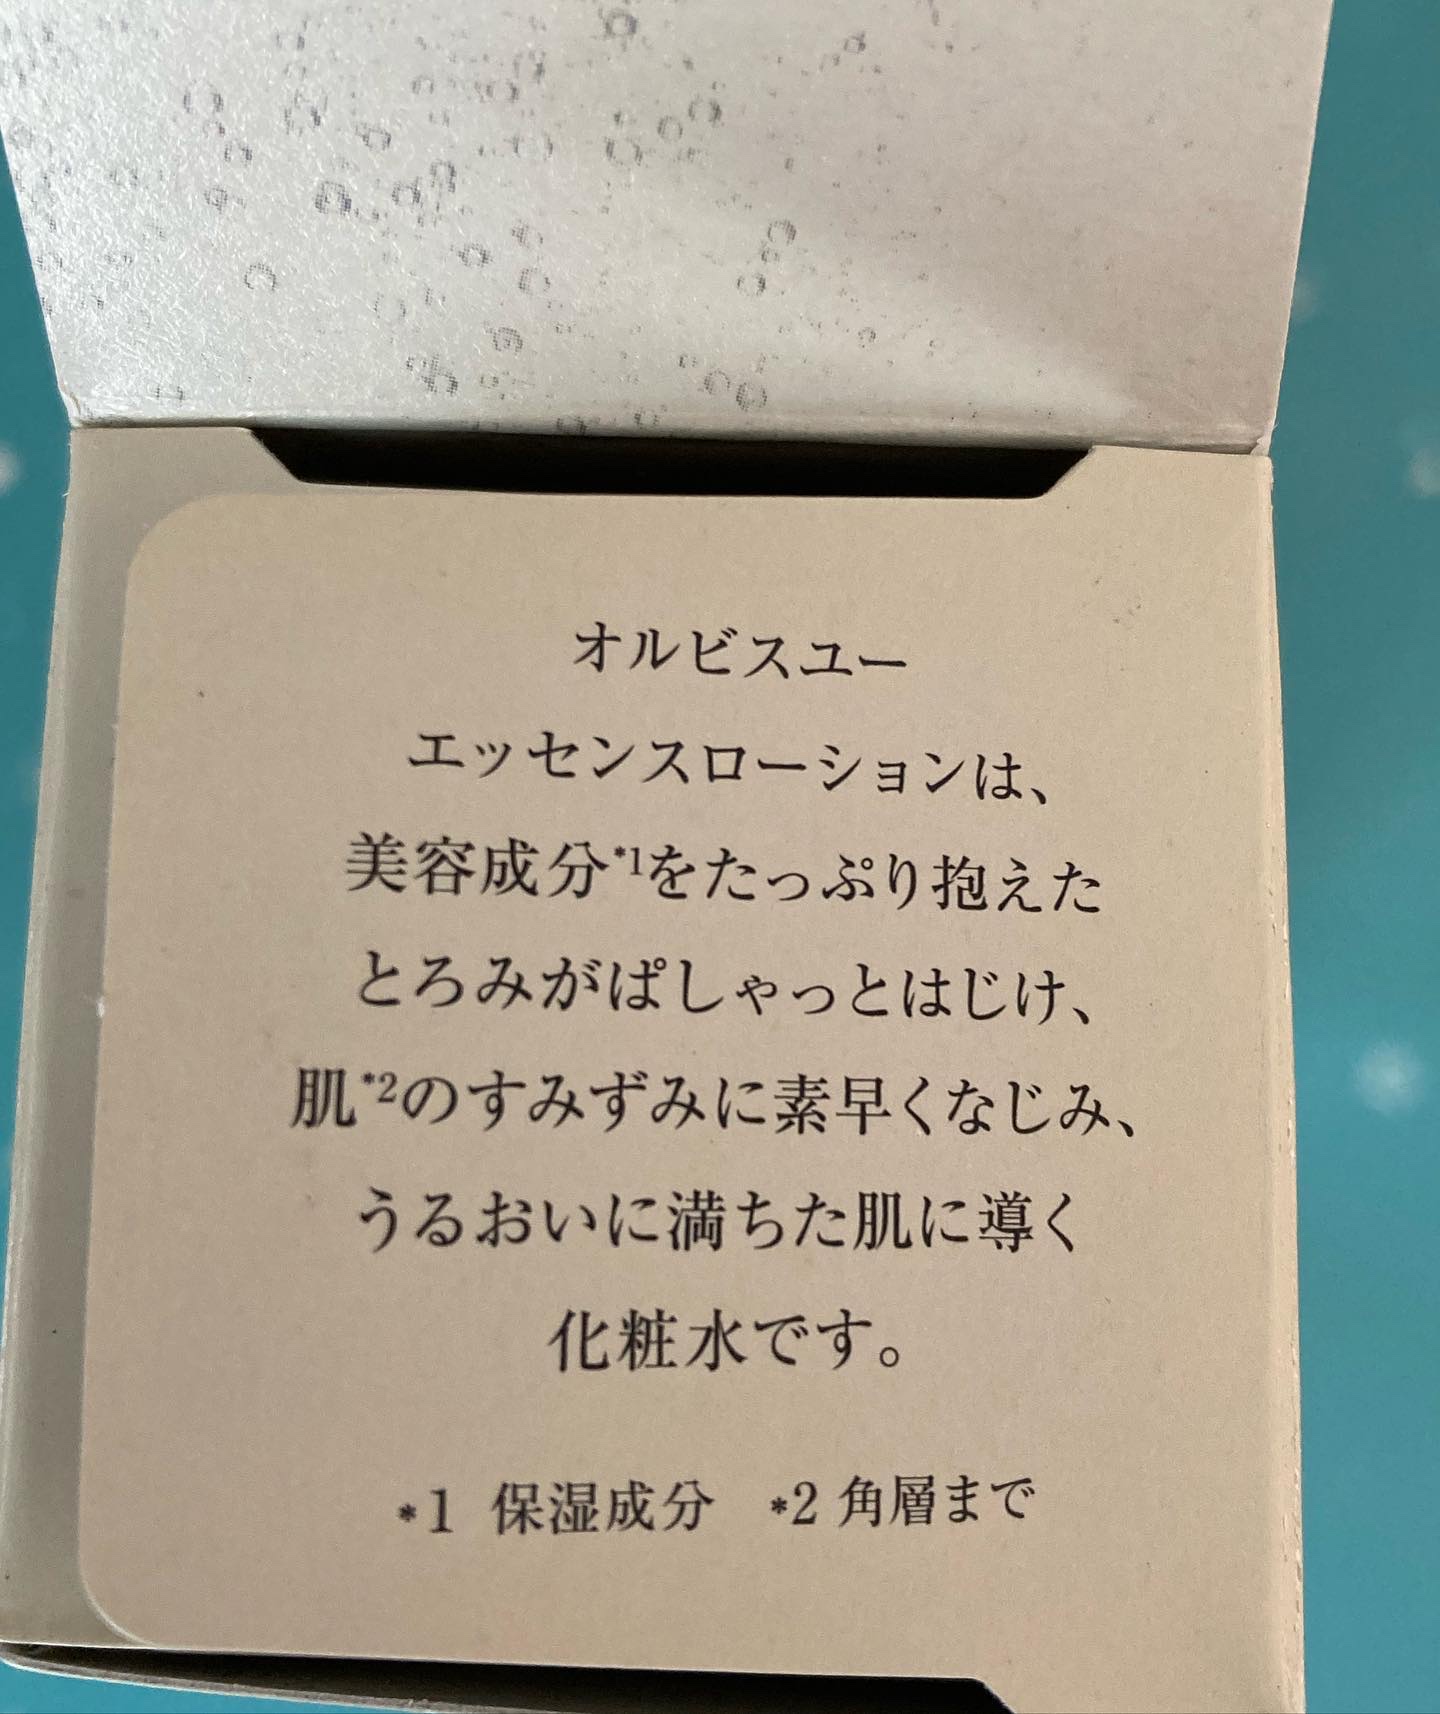 オルビスユー
エッセンスローションは、
美容成分*1をたっぷり抱えた
とろみがぱしゃっとはじけ、
肌*2のすみずみに素早くなじみ、
うるおいに満ちた肌に導く
化粧水です。
*1 保湿成分 *2 角層まで